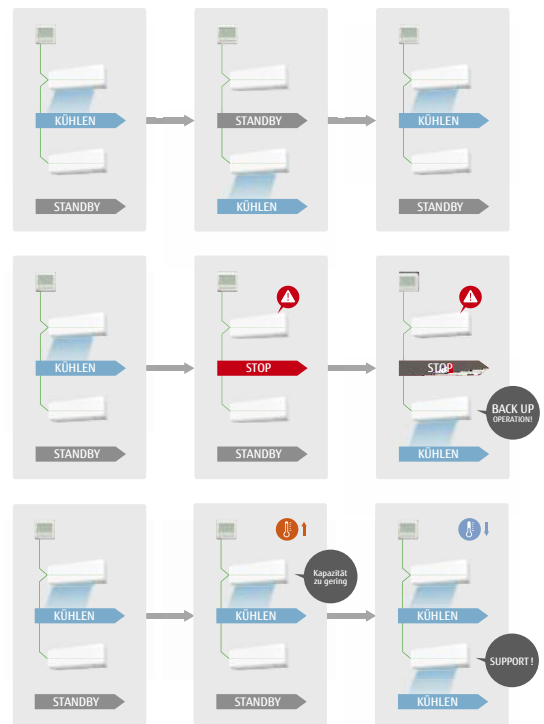 KÜHLEN
STANDBY
KÜHLEN
STANDBY
KÜHLEN
STANDBY
KÜHLEN
STOP
STOP
BACK UP
OPERATION!
STANDBY
STANDBY
KÜHLEN
Kapazität
zu gering
KÜHLEN
KÜHLEN
KÜHLEN
SUPPORT !
STANDBY
STANDBY
KÜHLEN